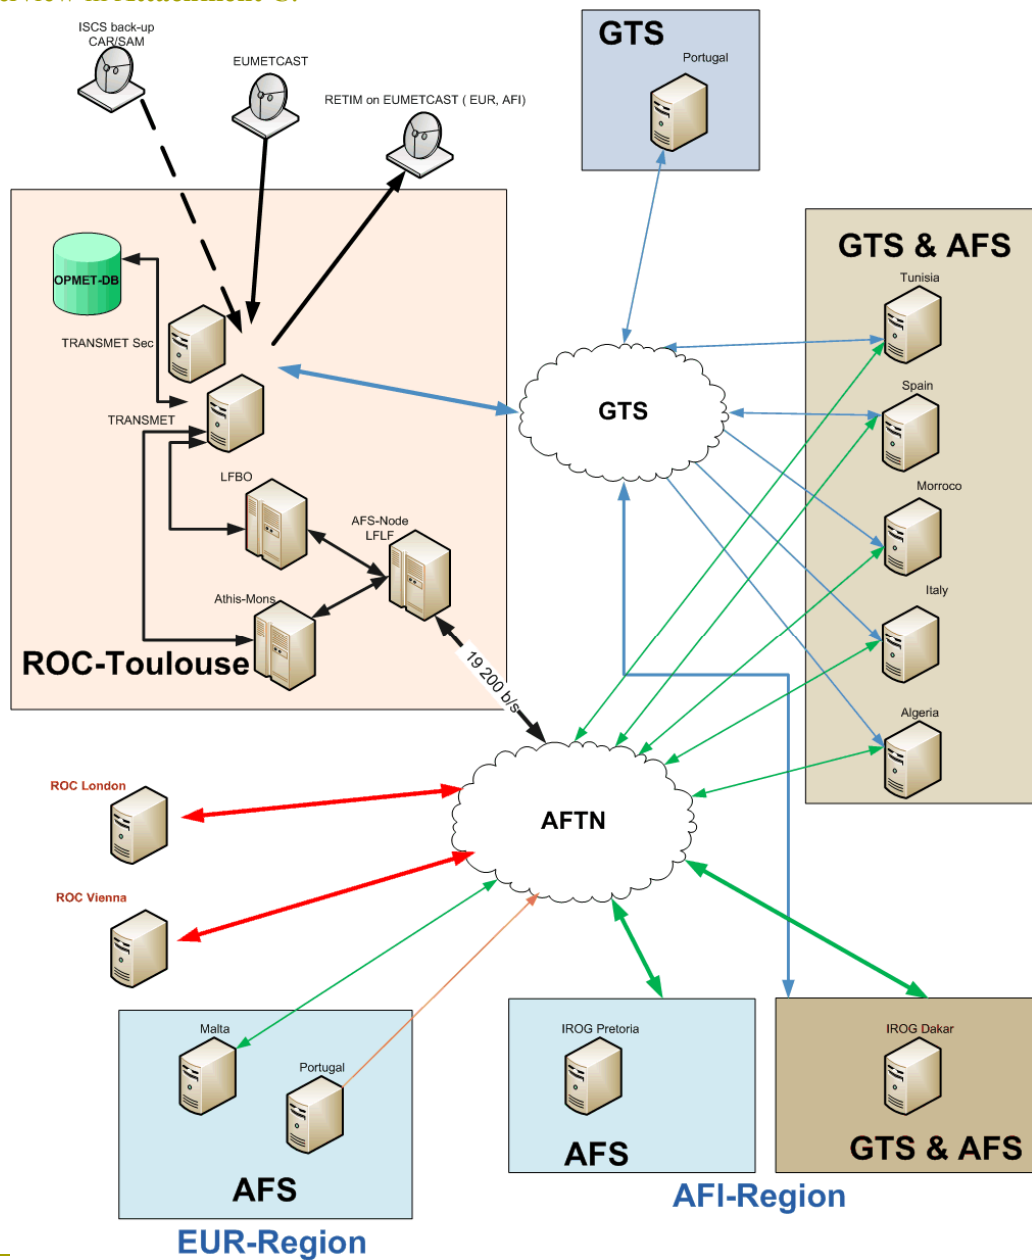 ISCS back-up
CAR/SAM
EUMETCAST
RETIM on EUMETCAST ( EUR, AFI)
GTS
Portugal
GTS & AFS
Tunisia
OPMET-DB
TRANSMET Sec
TRANSMET
GTS
Spain
LFBO
AFS-Node
LFLF
Morroco
Athis-Mons
Italy
ROC-Toulouse
19 200 b/s
Algeria
ROC London
AFTN
ROC Vienna
Malta
Portugal
AFS
EUR-Region
IROG Pretoria
AFS
IROG Dakar
GTS & AFS
AFI-Region